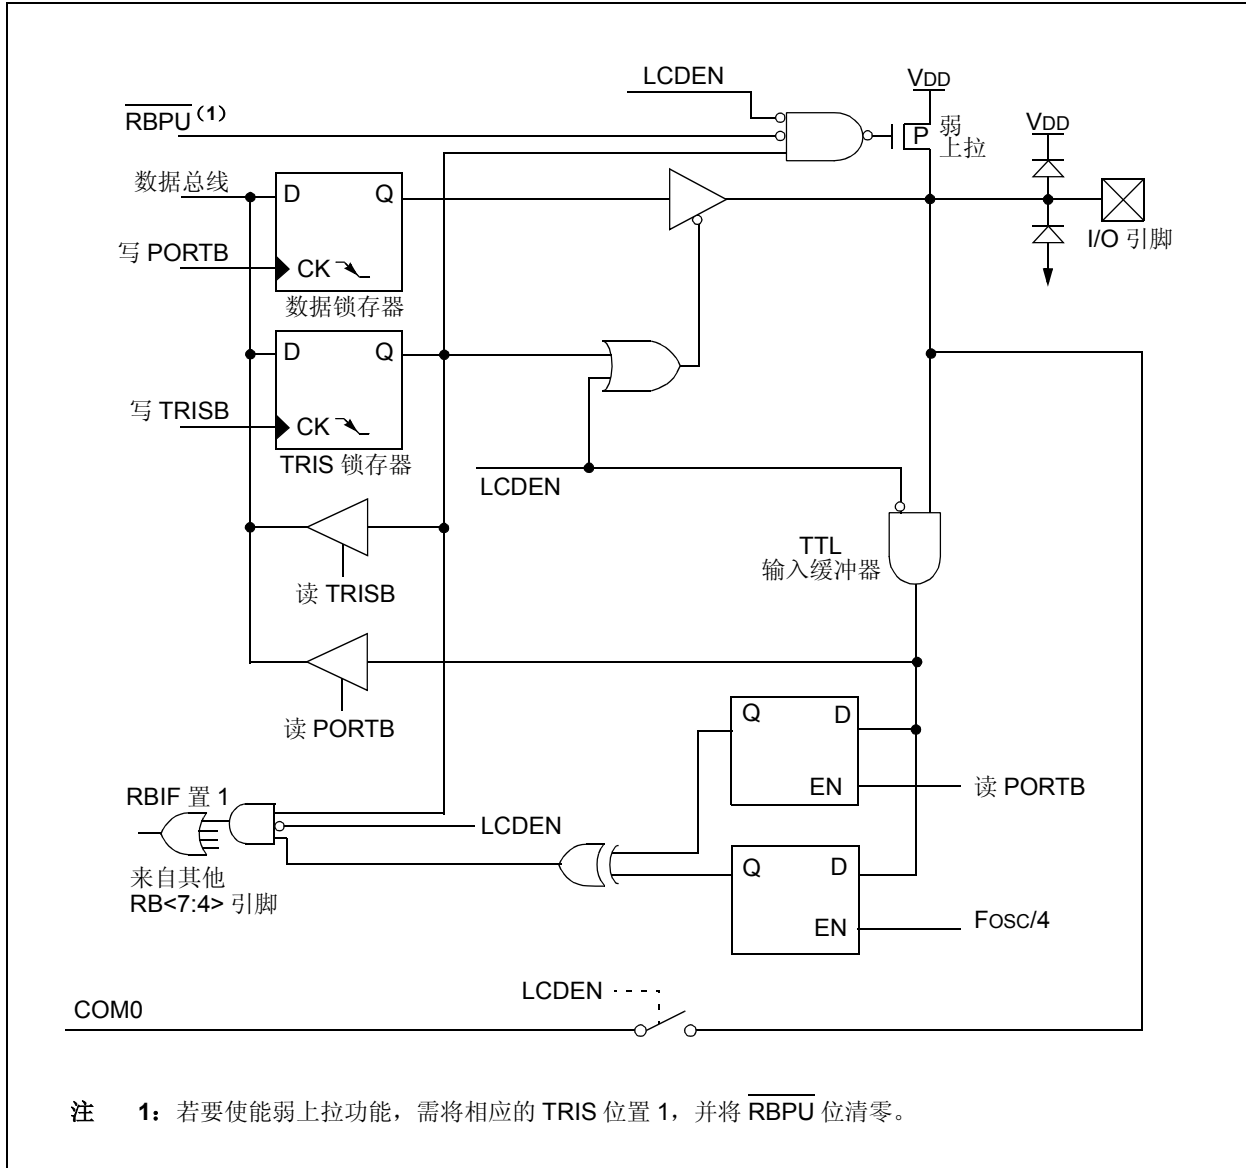 LCDEN
VDD
RBPU（1）
P
弱
上拉
VDD
数据总线
D
Q
写 PORTB
CK
数据锁存器
I/O 引脚
D
Q
写 TRISB
CK
TRIS 锁存器
LCDEN
TTL
输入缓冲器
读 TRISB
读 PORTB
Q
D
EN
读 PORTB
RBIF 置 1
LCDEN
来自其他
RB<7:4> 引脚
Q
D
EN
FOSC/4
LCDEN
COM0
注 1：若要使能弱上拉功能，需将相应的 TRIS 位置 1，并将 RBPU 位清零。